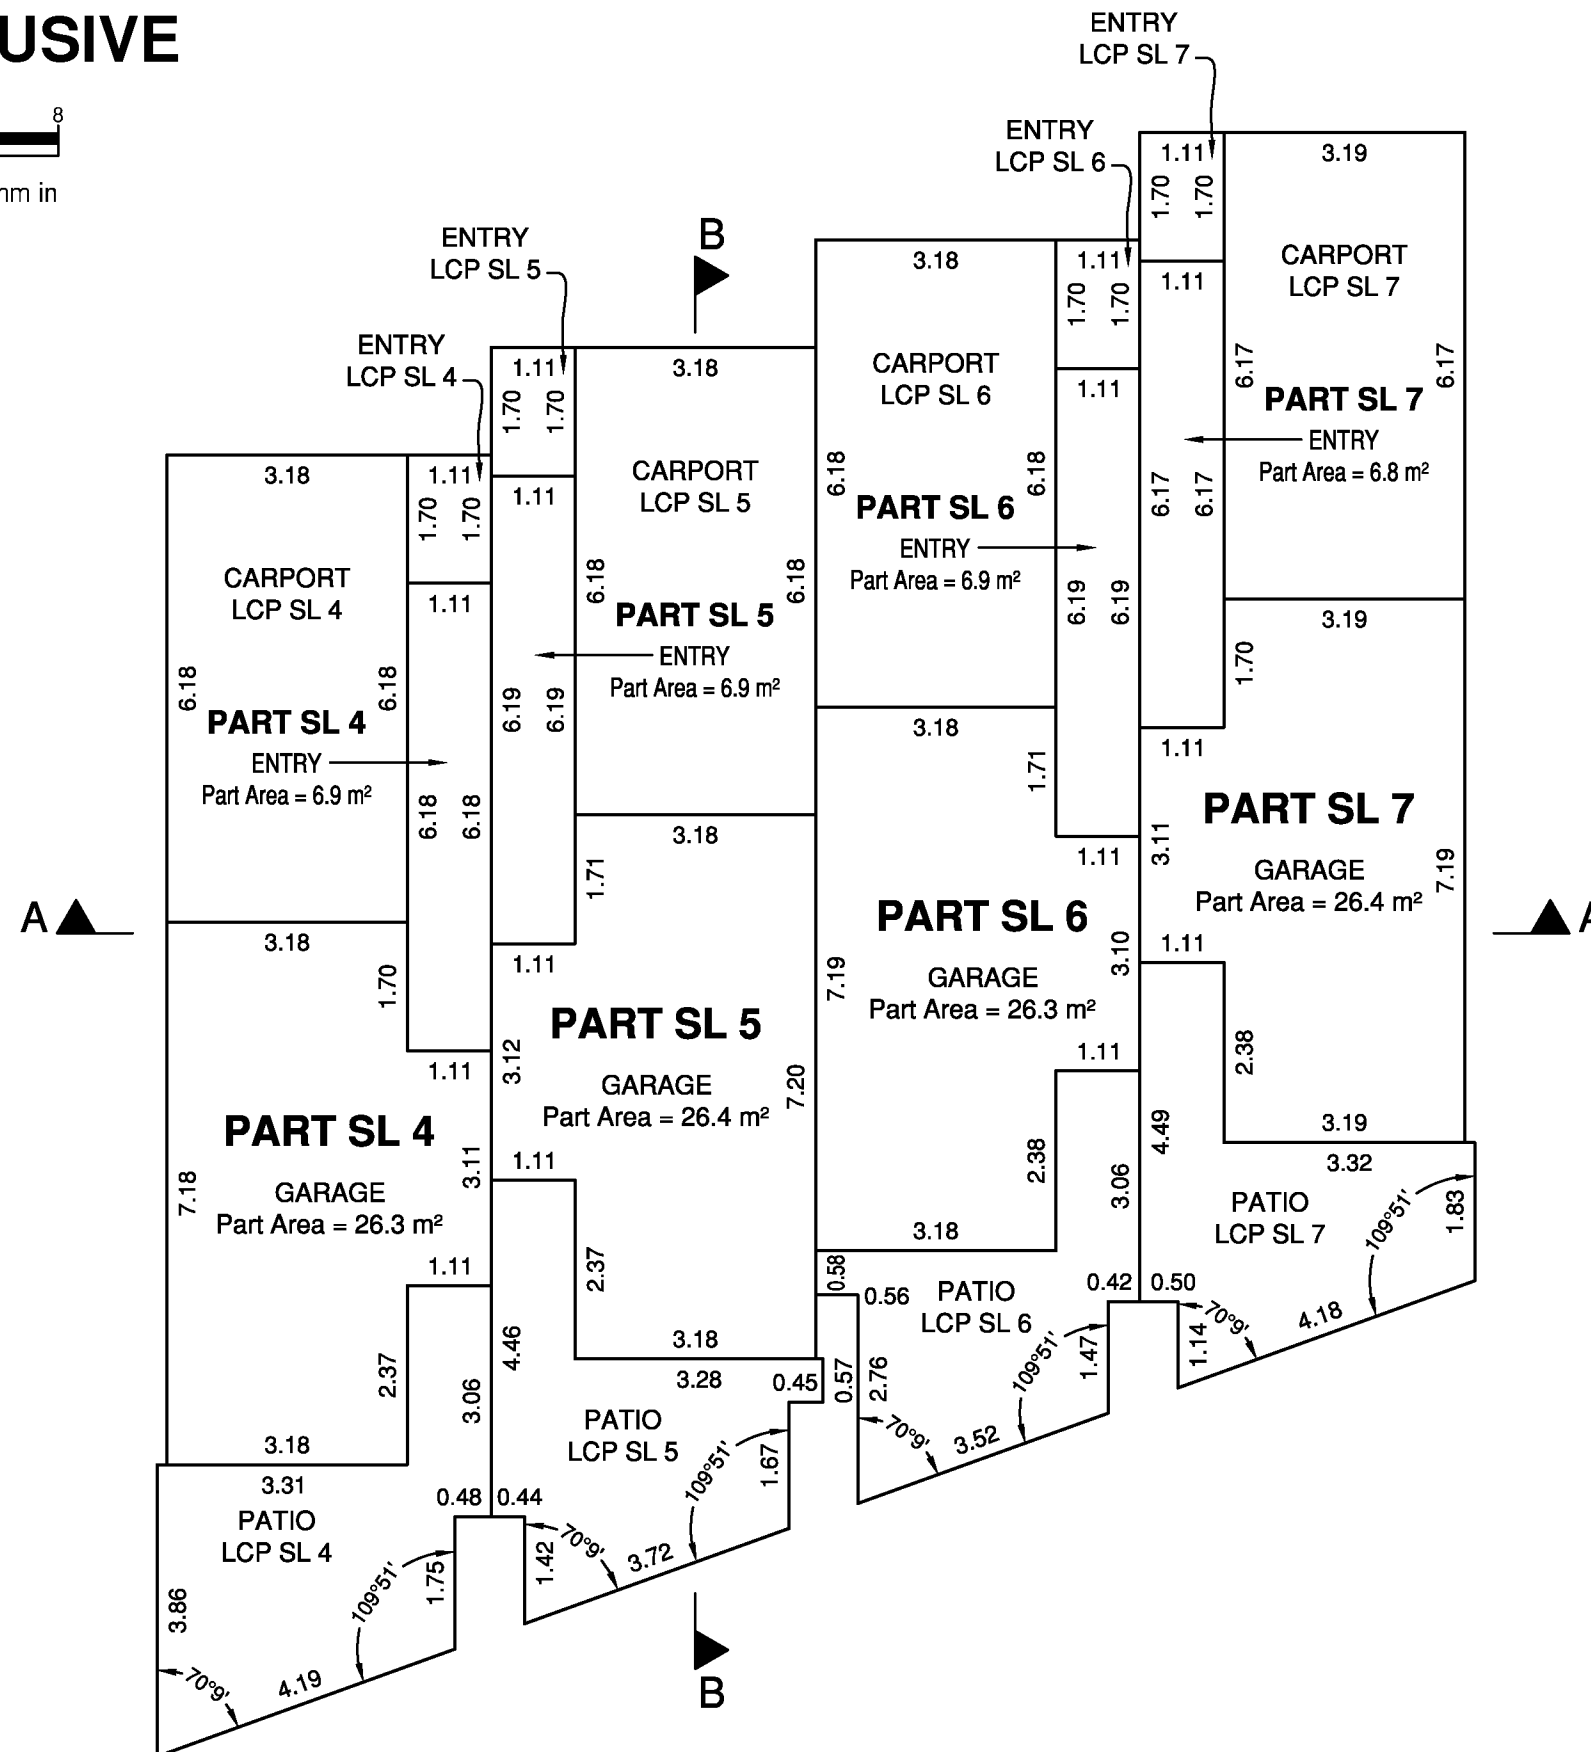 USIVE
8
nm in
ENTRY
LCP SL 7
ENTRY
LCP SL 6
ENTRY
LCP SL 5
ENTRY
LCP SL 4
B
1.11
3.19
1.70
1.70
CARPORT
LCP SL 7
1.11
6.17
6.17
PART SL 7
ENTRY
Part Area = 6.8 m²
6.17
6.17
3.19
1.70
1.11
PART SL 7
GARAGE
Part Area = 26.4 m²
3.11
7.19
1.11
2.38
4.49
3.19
3.32
PATIO
LCP SL 7
109°51'
1.83
0.50
70°9'
1.14
4.18
3.18
1.11
1.70
1.70
CARPORT
LCP SL 6
1.11
6.18
6.18
PART SL 6
ENTRY
Part Area = 6.9 m²
6.19
6.19
3.18
1.71
1.11
PART SL 6
GARAGE
Part Area = 26.3 m²
3.10
7.19
1.11
2.38
3.06
3.18
0.58
0.56
PATIO
LCP SL 6
0.42
109°51'
1.47
0.57
2.76
70°9'
3.52
1.11
3.18
1.70
1.70
CARPORT
LCP SL 5
1.11
6.18
6.18
PART SL 5
ENTRY
Part Area = 6.9 m²
6.19
6.19
3.18
1.71
1.11
PART SL 5
GARAGE
Part Area = 26.4 m²
3.12
7.20
1.11
2.37
4.46
3.18
3.28
0.45
PATIO
LCP SL 5
109°51'
1.67
0.44
70°9'
1.42
3.72
3.18
1.11
1.70
1.70
CARPORT
LCP SL 4
1.11
6.18
6.18
PART SL 4
ENTRY
Part Area = 6.9 m²
6.18
6.18
A
A
3.18
1.70
1.11
PART SL 4
GARAGE
Part Area = 26.3 m²
3.11
7.18
1.11
2.37
3.06
3.18
3.31
PATIO
LCP SL 4
0.48
109°51'
1.75
3.86
70°9'
4.19
B